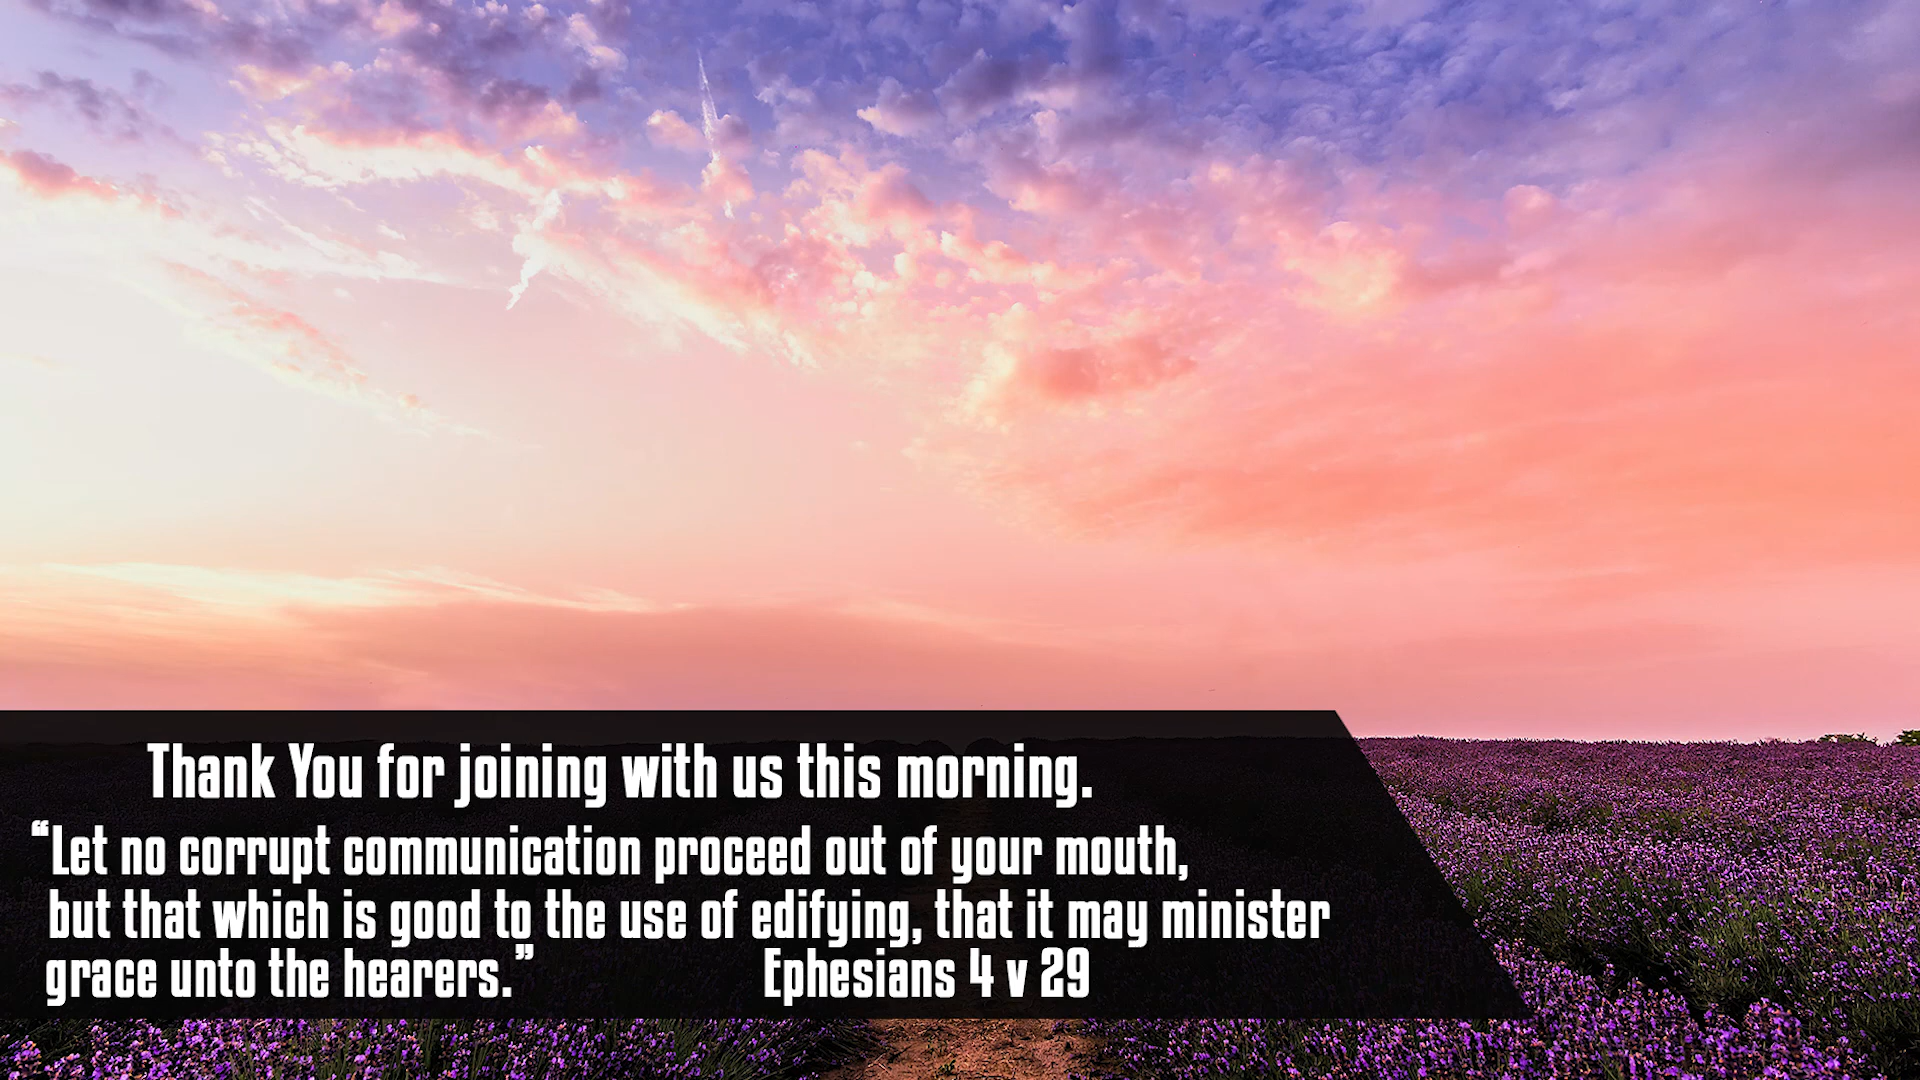 Thank You for joining with us this morning.
“Let no corrupt communication proceed out of your mouth,
but that which is good to the use of edifying, that it may minister
grace unto the hearers.” Ephesians 4 v 29